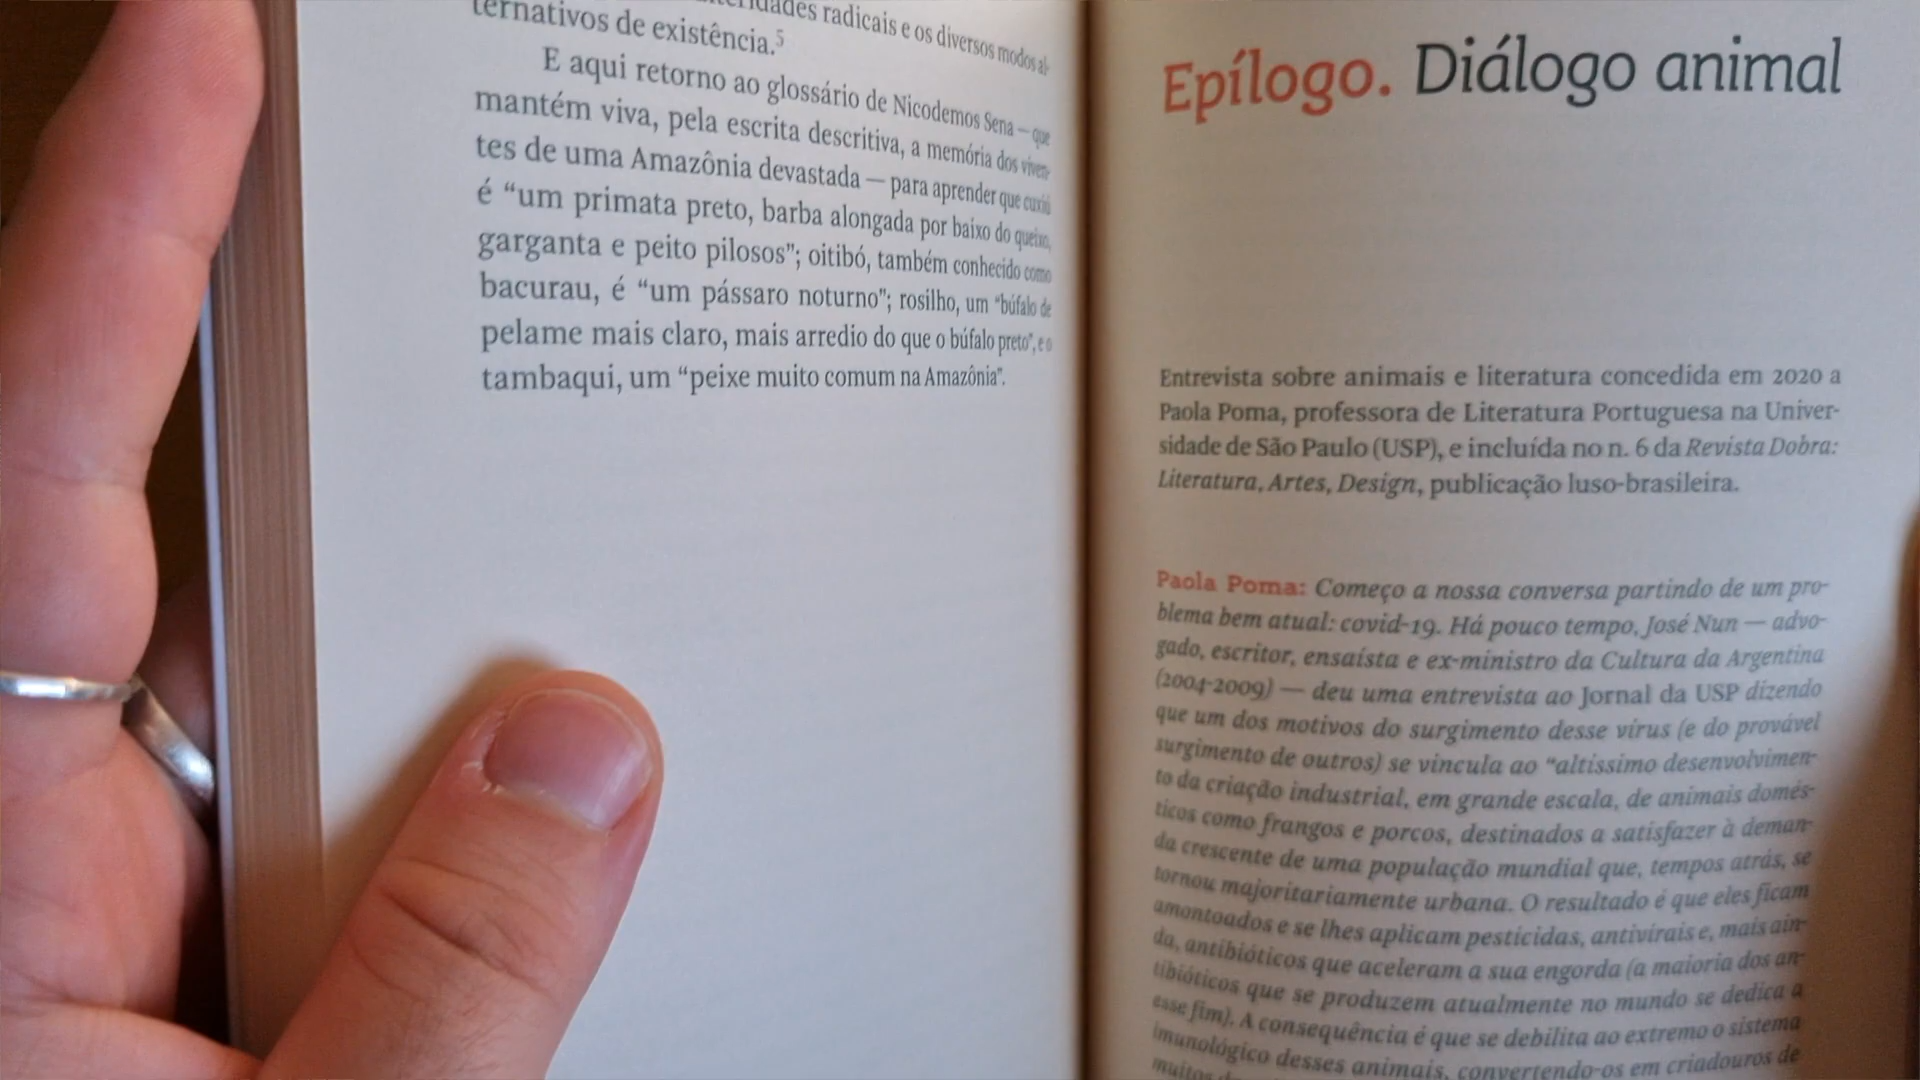 radicais e os diversos modos al-
ternativos de existência.⁵
E aqui retorno ao glossário de Nicodemos Sena — que
mantém viva, pela escrita descritiva, a memória dos viven-
tes de uma Amazônia devastada — para aprender que cuxiú
é “um primata preto, barba alongada por baixo do queixo,
garganta e peito pilosos”; oitibó, também conhecido como
bacurau, é “um pássaro noturno”; rosilho, um “búfalo de
pelame mais claro, mais arredio do que o búfalo preto”, e o
tambaqui, um “peixe muito comum na Amazônia”.
Epílogo. Diálogo animal
Entrevista sobre animais e literatura concedida em 2020 a
Paola Poma, professora de Literatura Portuguesa na Univer-
sidade de São Paulo (USP), e incluída no n. 6 da Revista Dobra:
Literatura, Artes, Design, publicação luso-brasileira.
Paola Poma: Começo a nossa conversa partindo de um pro-
blema bem atual: covid-19. Há pouco tempo, José Nun — advo-
gado, escritor, ensaísta e ex-ministro da Cultura da Argentina
(2004-2009) — deu uma entrevista ao Jornal da USP dizendo
que um dos motivos do surgimento desse vírus (e do provável
surgimento de outros) se vincula ao “altíssimo desenvolvimen-
to da criação industrial, em grande escala, de animais domés-
ticos como frangos e porcos, destinados a satisfazer à deman-
da crescente de uma população mundial que, tempos atrás, se
tornou majoritariamente urbana. O resultado é que eles ficam
amontoados e se lhes aplicam pesticidas, antivirais e, mais ain-
da, antibióticos que aceleram a sua engorda (a maioria dos an-
tibióticos que se produzem atualmente no mundo se dedica a
esse fim). A consequência é que se debilita ao extremo o sistema
imunológico desses animais, convertendo-os em criadouros de
muitos